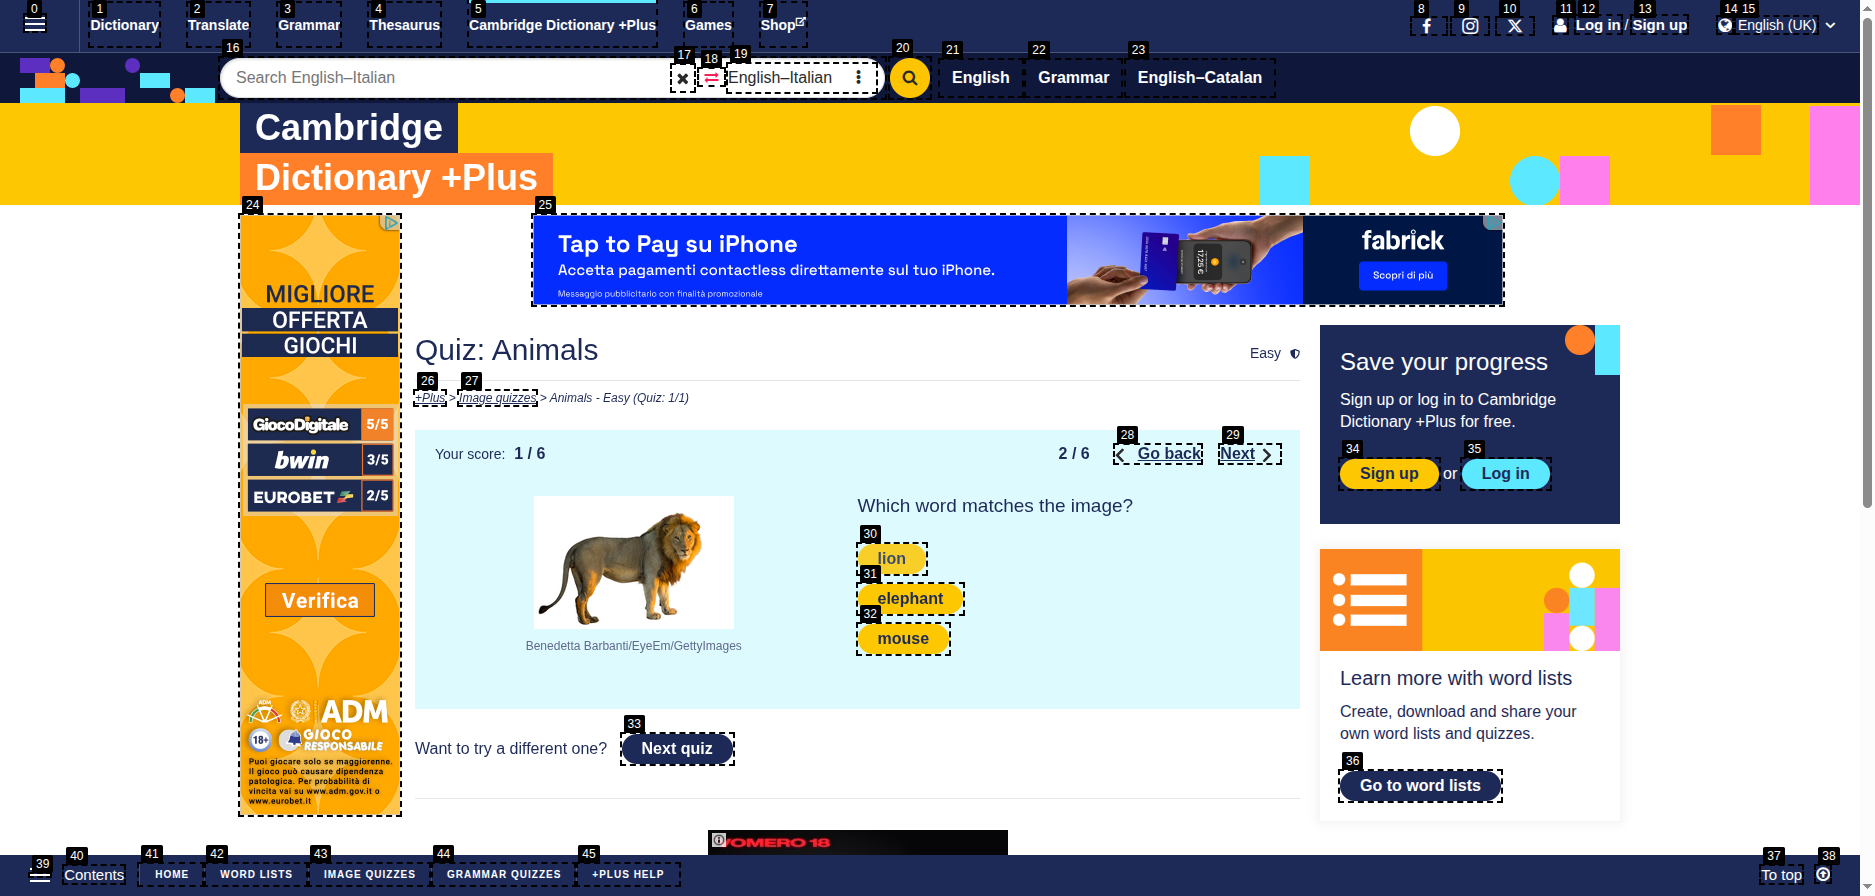 Dictionary Translate Grammar Thesaurus Cambridge Dictionary +Plus Games Shop Log in / Sign up English (UK)
0 1 2 3 4 5 6 7 8 9 10 11 12 13 14 15
16 17 18 19 20 21 22 23
Search English–Italian English–Italian English Grammar English–Catalan
Cambridge
Dictionary +Plus
24 25
MIGLIORE
OFFERTA
GIOCHI
GiocoDigitale 5/5
bwin 3/5
EUROBET 2/5
Verifica
ADM
18+ GIOCO
RESPONSABILE
Puoi giocare solo se maggiorenne.
Il gioco può causare dipendenza
patologica. Per probabilità di
vincita vai su www.adm.gov.it o
www.eurobet.it
Tap to Pay su iPhone
Accetta pagamenti contactless direttamente sul tuo iPhone.
Messaggio pubblicitario con finalità promozionale
17,25 €
fabrick
Scopri di più
Quiz: Animals Easy
26 27
+Plus > Image quizzes > Animals - Easy (Quiz: 1/1)
28 29
Your score: 1 / 6 2 / 6 Go back Next
Which word matches the image?
30
lion
31
elephant
32
mouse
Benedetta Barbanti/EyeEm/GettyImages
33
Want to try a different one? Next quiz
Save your progress
Sign up or log in to Cambridge
Dictionary +Plus for free.
34 35
Sign up or Log in
Learn more with word lists
Create, download and share your
own word lists and quizzes.
36
Go to word lists
VOMERO 18
39 40 41 42 43 44 45 37 38
Contents HOME WORD LISTS IMAGE QUIZZES GRAMMAR QUIZZES +PLUS HELP To top